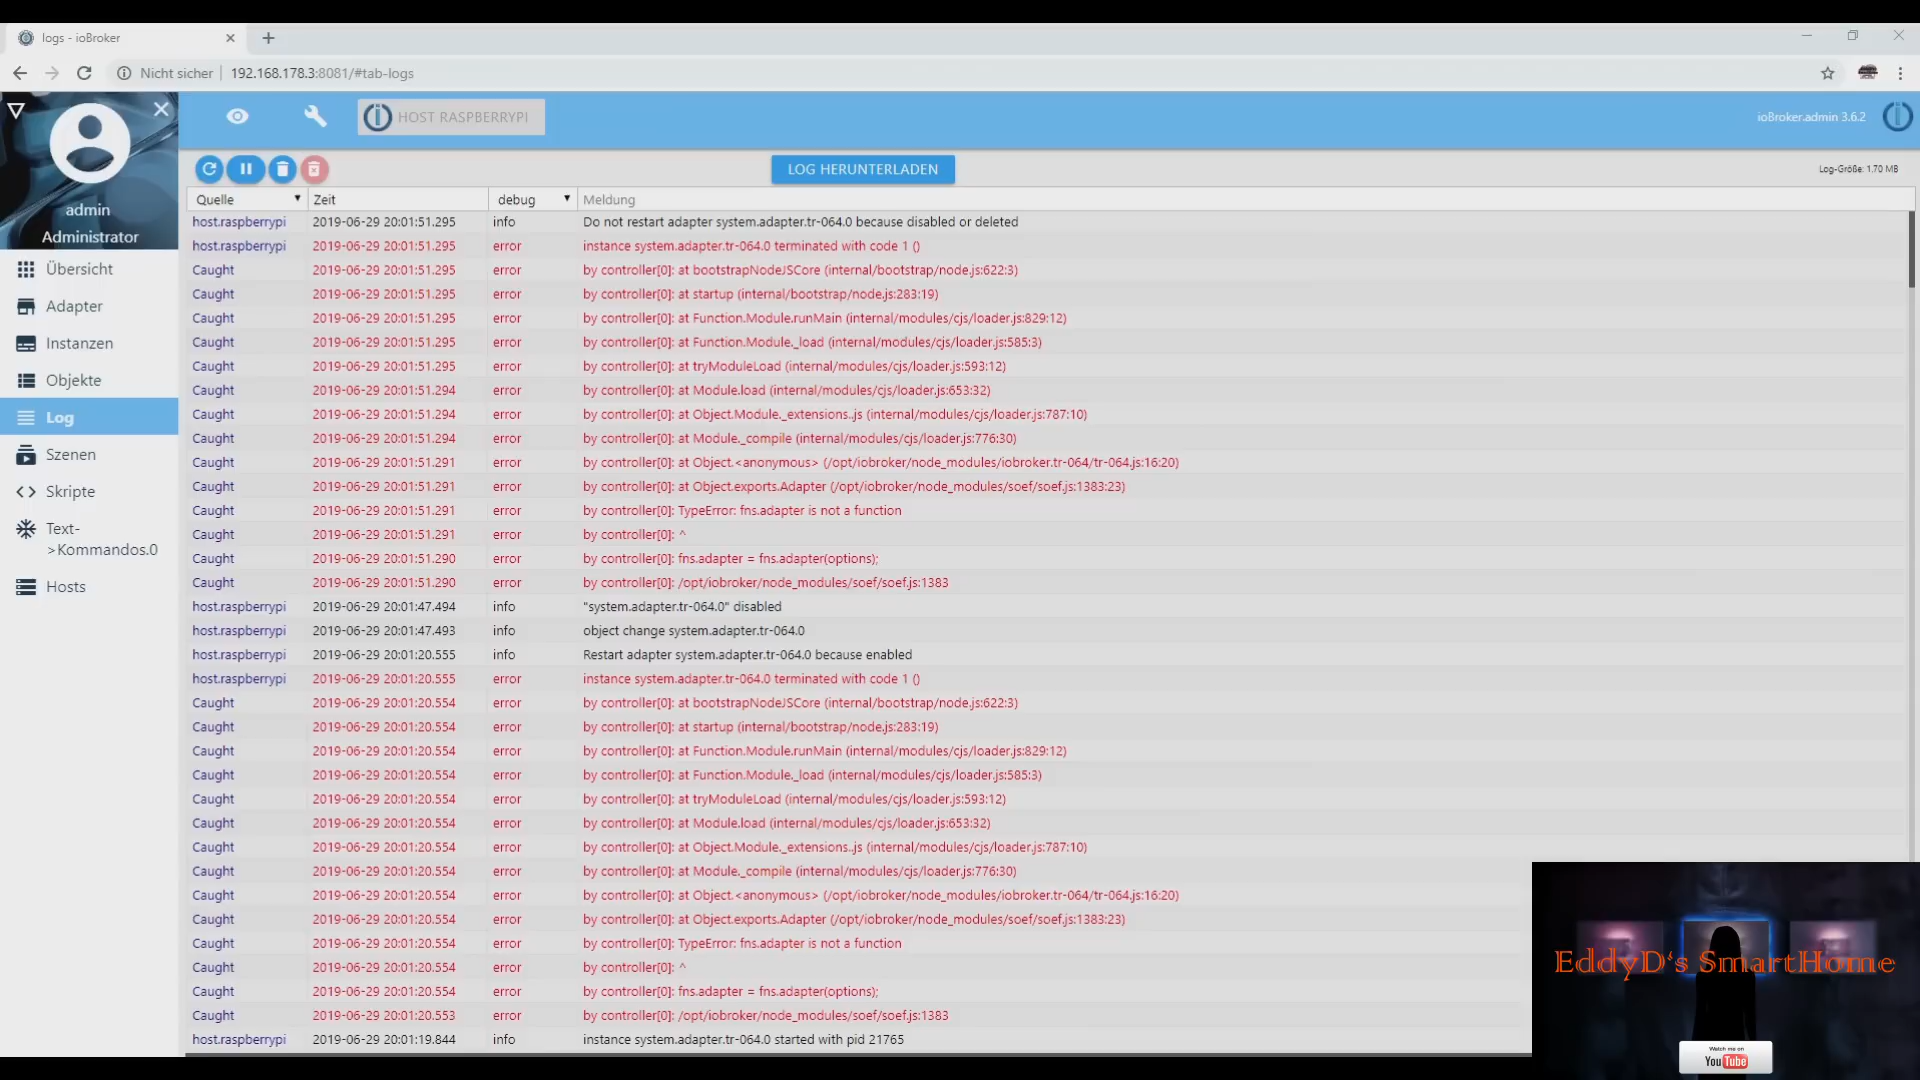 logs - ioBroker
Nicht sicher 192.168.178.3:8081/#tab-logs
HOST RASPBERRYPI
ioBroker.admin 3.6.2
LOG HERUNTERLADEN
Log-Größe: 1.70 MB
admin
Administrator
Übersicht
Adapter
Instanzen
Objekte
Log
Szenen
Skripte
Text-
>Kommandos.0
Hosts
Quelle Zeit debug Meldung
host.raspberrypi 2019-06-29 20:01:51.295 info Do not restart adapter system.adapter.tr-064.0 because disabled or deleted
host.raspberrypi 2019-06-29 20:01:51.295 error instance system.adapter.tr-064.0 terminated with code 1 ()
Caught 2019-06-29 20:01:51.295 error by controller[0]: at bootstrapNodeJSCore (internal/bootstrap/node.js:622:3)
Caught 2019-06-29 20:01:51.295 error by controller[0]: at startup (internal/bootstrap/node.js:283:19)
Caught 2019-06-29 20:01:51.295 error by controller[0]: at Function.Module.runMain (internal/modules/cjs/loader.js:829:12)
Caught 2019-06-29 20:01:51.295 error by controller[0]: at Function.Module._load (internal/modules/cjs/loader.js:585:3)
Caught 2019-06-29 20:01:51.295 error by controller[0]: at tryModuleLoad (internal/modules/cjs/loader.js:593:12)
Caught 2019-06-29 20:01:51.294 error by controller[0]: at Module.load (internal/modules/cjs/loader.js:653:32)
Caught 2019-06-29 20:01:51.294 error by controller[0]: at Object.Module._extensions..js (internal/modules/cjs/loader.js:787:10)
Caught 2019-06-29 20:01:51.294 error by controller[0]: at Module._compile (internal/modules/cjs/loader.js:776:30)
Caught 2019-06-29 20:01:51.291 error by controller[0]: at Object.<anonymous> (/opt/iobroker/node_modules/iobroker.tr-064/tr-064.js:16:20)
Caught 2019-06-29 20:01:51.291 error by controller[0]: at Object.exports.Adapter (/opt/iobroker/node_modules/soef/soef.js:1383:23)
Caught 2019-06-29 20:01:51.291 error by controller[0]: TypeError: fns.adapter is not a function
Caught 2019-06-29 20:01:51.291 error by controller[0]: ^
Caught 2019-06-29 20:01:51.290 error by controller[0]: fns.adapter = fns.adapter(options);
Caught 2019-06-29 20:01:51.290 error by controller[0]: /opt/iobroker/node_modules/soef/soef.js:1383
host.raspberrypi 2019-06-29 20:01:47.494 info "system.adapter.tr-064.0" disabled
host.raspberrypi 2019-06-29 20:01:47.493 info object change system.adapter.tr-064.0
host.raspberrypi 2019-06-29 20:01:20.555 info Restart adapter system.adapter.tr-064.0 because enabled
host.raspberrypi 2019-06-29 20:01:20.555 error instance system.adapter.tr-064.0 terminated with code 1 ()
Caught 2019-06-29 20:01:20.554 error by controller[0]: at bootstrapNodeJSCore (internal/bootstrap/node.js:622:3)
Caught 2019-06-29 20:01:20.554 error by controller[0]: at startup (internal/bootstrap/node.js:283:19)
Caught 2019-06-29 20:01:20.554 error by controller[0]: at Function.Module.runMain (internal/modules/cjs/loader.js:829:12)
Caught 2019-06-29 20:01:20.554 error by controller[0]: at Function.Module._load (internal/modules/cjs/loader.js:585:3)
Caught 2019-06-29 20:01:20.554 error by controller[0]: at tryModuleLoad (internal/modules/cjs/loader.js:593:12)
Caught 2019-06-29 20:01:20.554 error by controller[0]: at Module.load (internal/modules/cjs/loader.js:653:32)
Caught 2019-06-29 20:01:20.554 error by controller[0]: at Object.Module._extensions..js (internal/modules/cjs/loader.js:787:10)
Caught 2019-06-29 20:01:20.554 error by controller[0]: at Module._compile (internal/modules/cjs/loader.js:776:30)
Caught 2019-06-29 20:01:20.554 error by controller[0]: at Object.<anonymous> (/opt/iobroker/node_modules/iobroker.tr-064/tr-064.js:16:20)
Caught 2019-06-29 20:01:20.554 error by controller[0]: at Object.exports.Adapter (/opt/iobroker/node_modules/soef/soef.js:1383:23)
Caught 2019-06-29 20:01:20.554 error by controller[0]: TypeError: fns.adapter is not a function
Caught 2019-06-29 20:01:20.554 error by controller[0]: ^
Caught 2019-06-29 20:01:20.554 error by controller[0]: fns.adapter = fns.adapter(options);
Caught 2019-06-29 20:01:20.553 error by controller[0]: /opt/iobroker/node_modules/soef/soef.js:1383
host.raspberrypi 2019-06-29 20:01:19.844 info instance system.adapter.tr-064.0 started with pid 21765
EddyD's SmartHome
Watch me on
YouTube